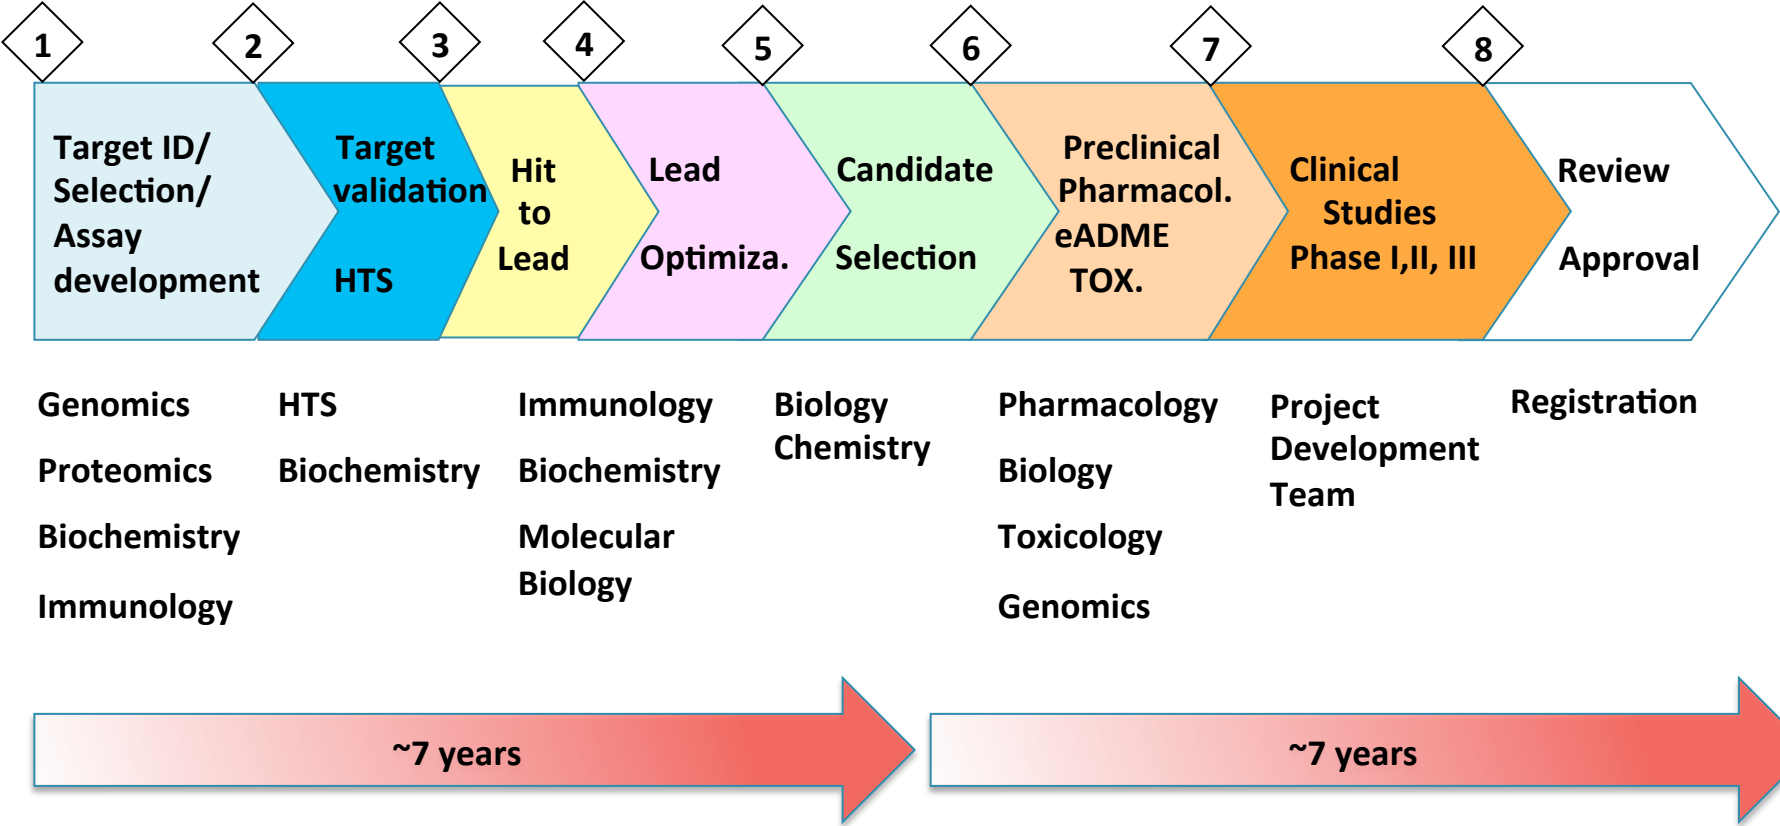 1
2
3
4
5
6
7
8
Target ID/
Selection/
Assay
development
Target
validation
HTS
Hit
to
Lead
Lead
Optimiza.
Candidate
Selection
Preclinical
Pharmacol.
eADME
TOX.
Clinical
Studies
Phase I,II, III
Review
Approval
Genomics
Proteomics
Biochemistry
Immunology
HTS
Biochemistry
Immunology
Biochemistry
Molecular
Biology
Biology
Chemistry
Pharmacology
Biology
Toxicology
Genomics
Project
Development
Team
Registration
~7 years
~7 years